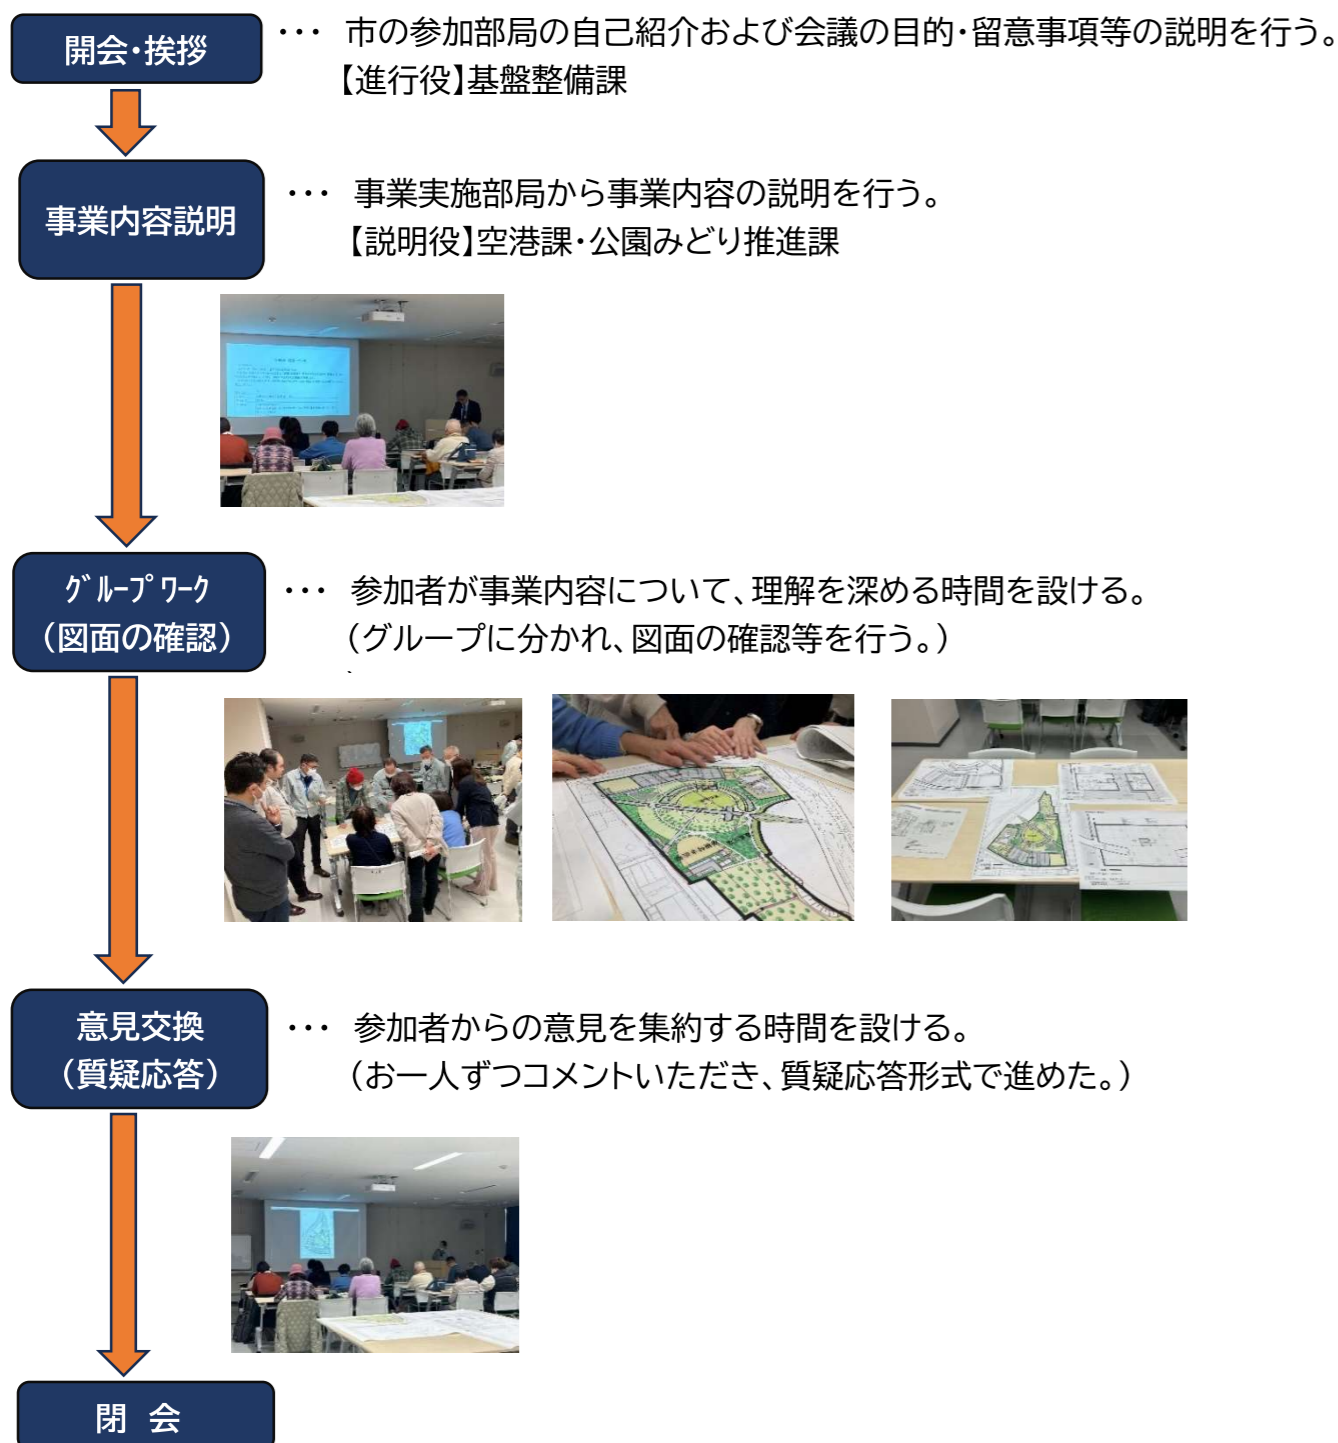 開会・挨拶
・・・ 市の参加部局の自己紹介および会議の目的・留意事項等の説明を行う。
【進行役】基盤整備課
事業内容説明
・・・ 事業実施部局から事業内容の説明を行う。
【説明役】空港課・公園みどり推進課
ｸﾞﾙｰﾌﾟﾜｰｸ
（図面の確認）
・・・ 参加者が事業内容について、理解を深める時間を設ける。
（グループに分かれ、図面の確認等を行う。）
意見交換
（質疑応答）
・・・ 参加者からの意見を集約する時間を設ける。
（お一人ずつコメントいただき、質疑応答形式で進めた。）
閉 会